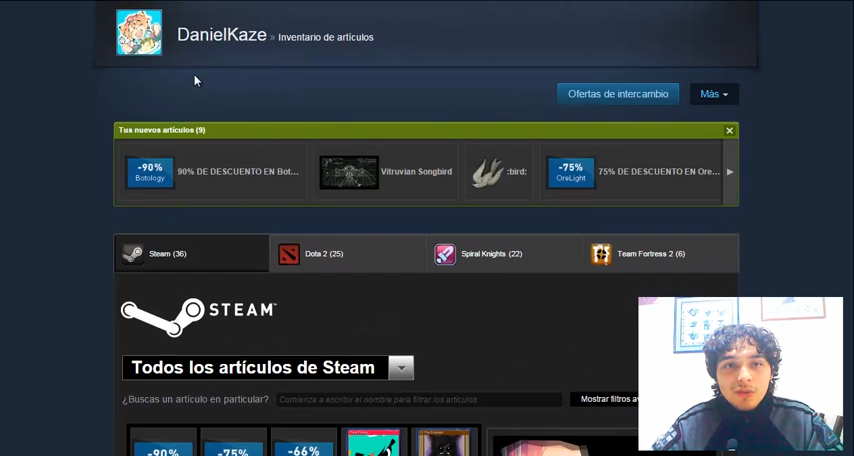 DanielKaze » Inventario de artículos
Ofertas de intercambio
Más
Tus nuevos artículos (9)
-90%
Botology
90% DE DESCUENTO EN Bot...
Vitruvian Songbird
:bird:
-75%
OreLight
75% DE DESCUENTO EN Ore...
Steam (36)
Dota 2 (25)
Spiral Knights (22)
Team Fortress 2 (6)
STEAM™
Todos los artículos de Steam
¿Buscas un artículo en particular?
Comienza a escribir el nombre para filtrar los artículos
Mostrar filtros
-90%
-75%
-66%